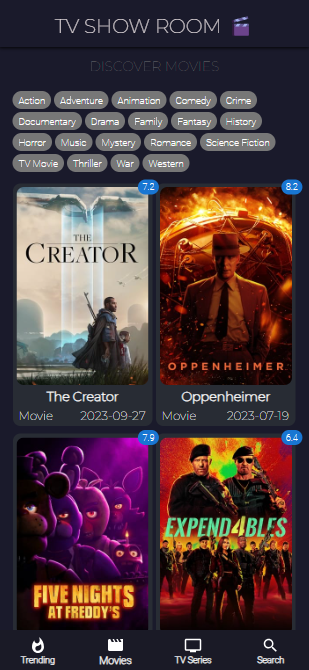 TV SHOW ROOM
DISCOVER MOVIES
Action Adventure Animation Comedy Crime
Documentary Drama Family Fantasy History
Horror Music Mystery Romance Science Fiction
TV Movie Thriller War Western
7.2 8.2
THE
CREATOR
OPPENHEIMER
The Creator Oppenheimer
Movie 2023-09-27 Movie 2023-07-19
7.9 6.4
EXPEND4BLES
FIVE NIGHTS
AT FREDDY'S
Trending Movies TV Series Search